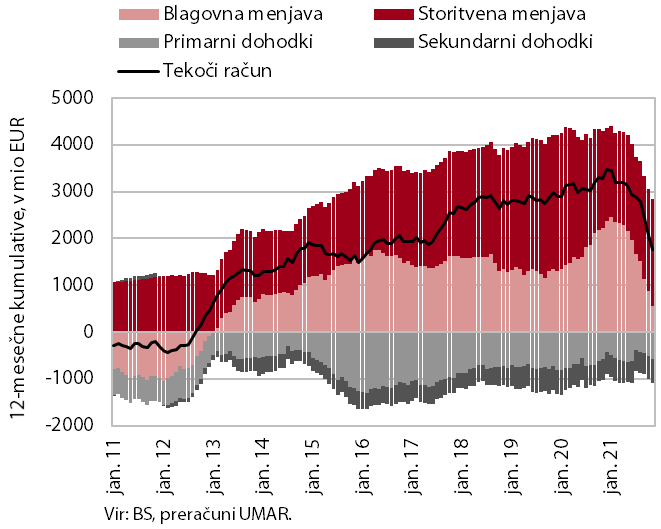 Blagovna menjava
Storitvena menjava
Primarni dohodki
Sekundarni dohodki
Tekoči račun
12-mesečne kumulative, v mio EUR
5000
4000
3000
2000
1000
0
-1000
-2000
jan. 11
jan. 12
jan. 13
jan. 14
jan. 15
jan. 16
jan. 17
jan. 18
jan. 19
jan. 20
jan. 21
Vir: BS, preračuni UMAR.